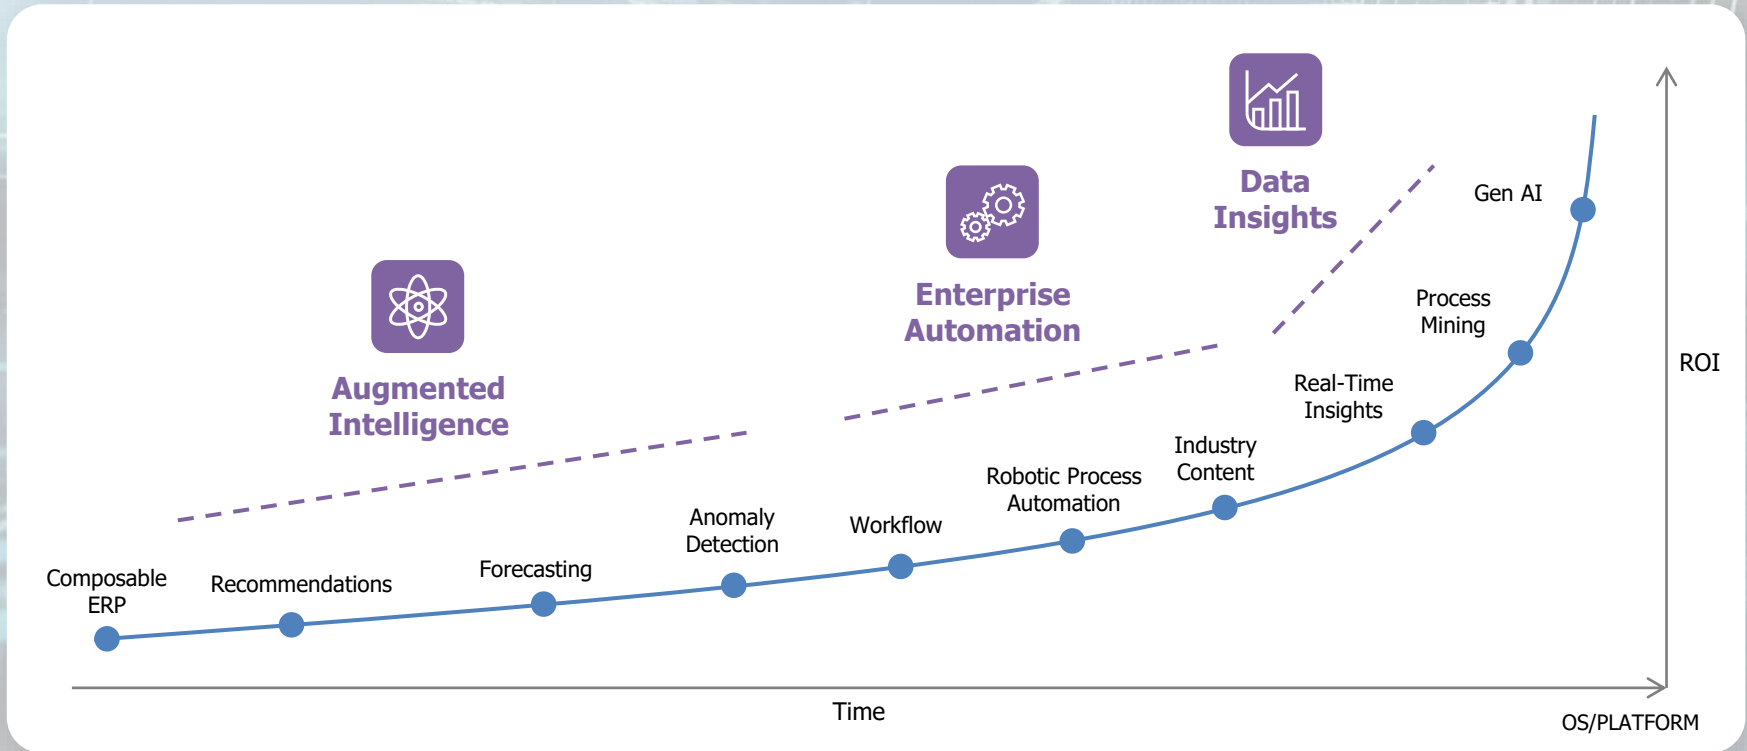 Data
Insights
Gen AI
Enterprise
Automation
Process
Mining
ROI
Augmented
Intelligence
Real-Time
Insights
Industry
Content
Robotic Process
Automation
Anomaly
Detection
Workflow
Forecasting
Recommendations
Composable
ERP
Time
OS/PLATFORM